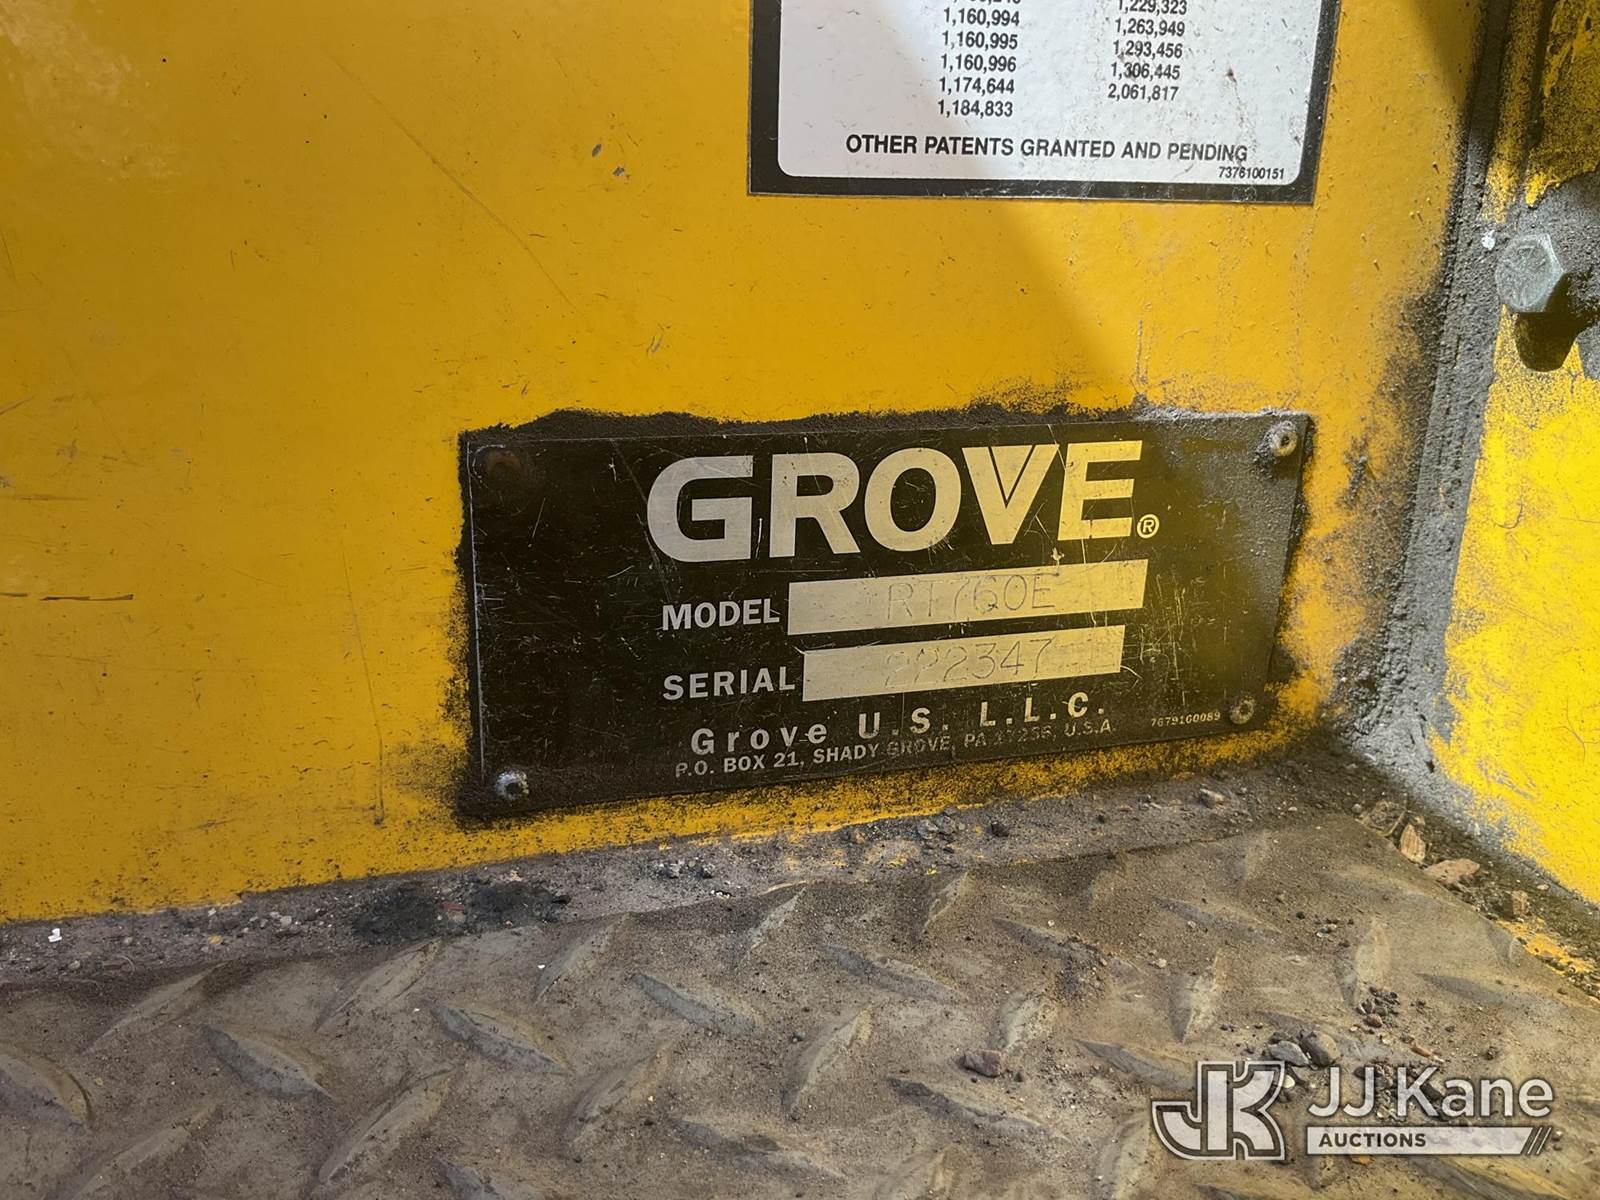 1,229,323
1,160,994 1,263,949
1,160,995 1,293,456
1,160,996 1,306,445
1,174,644 2,061,817
1,184,833
OTHER PATENTS GRANTED AND PENDING
7376100151
GROVE®
MODEL RT760E
SERIAL 222347
Grove U.S. L.L.C.
P.O. BOX 21, SHADY GROVE, PA 17256, U.S.A.
7679100089
JK JJ Kane
AUCTIONS